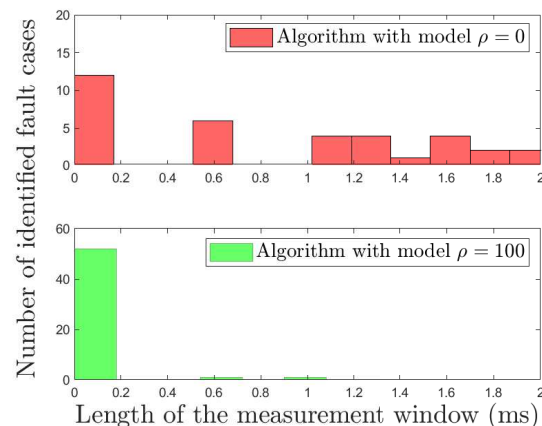 Number of identified fault cases
20
15
10
5
0
Algorithm with model ρ = 0
0 0.2 0.4 0.6 0.8 1 1.2 1.4 1.6 1.8 2
60
40
20
0
Algorithm with model ρ = 100
0 0.2 0.4 0.6 0.8 1 1.2 1.4 1.6 1.8 2
Length of the measurement window (ms)